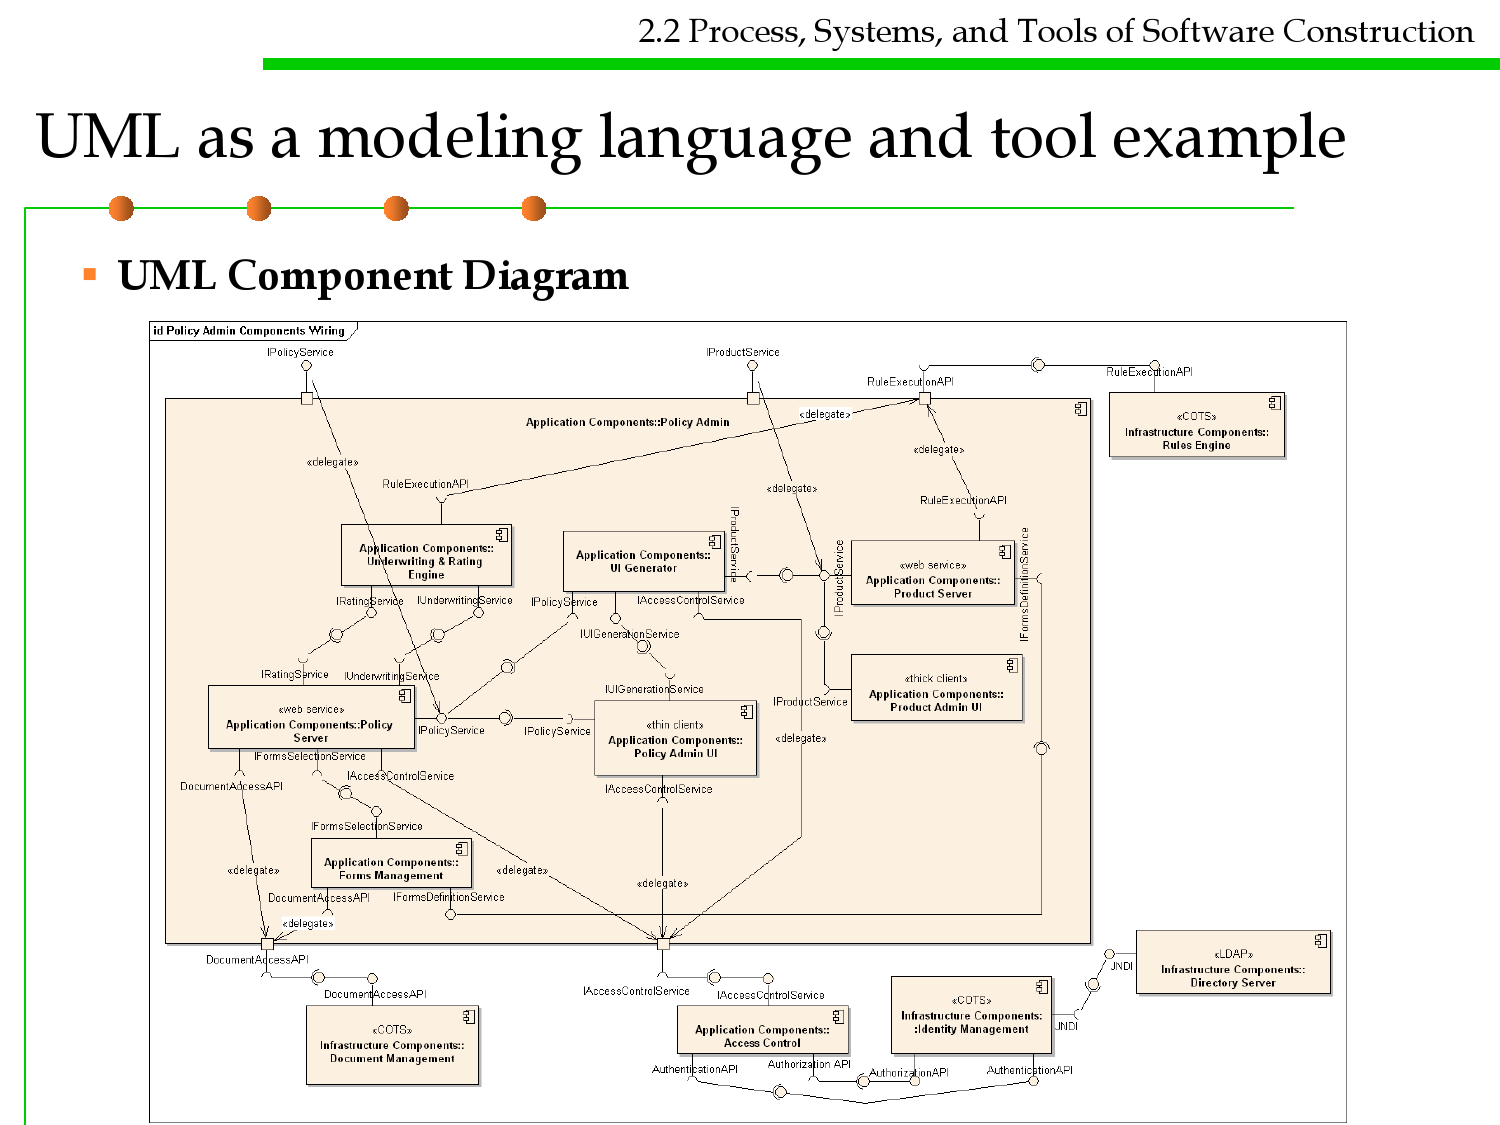 2.2 Process, Systems, and Tools of Software Construction
UML as a modeling language and tool example
UML Component Diagram
id Policy Admin Components Wiring
IPolicyService
IProductService
RuleExecutionAPI
RuleExecutionAPI
«COTS»
Infrastructure Components::
Rules Engine
Application Components::Policy Admin
«delegate»
«delegate»
«delegate»
«delegate»
RuleExecutionAPI
RuleExecutionAPI
Application Components::
Underwriting & Rating
Engine
Application Components::
UI Generator
IProductService
IProductService
«web service»
Application Components::
Product Server
IFormsDefinitionService
IRatingService
IUnderwritingService
IPolicyService
IAccessControlService
IUIGenerationService
IRatingService
IUnderwritingService
IUIGenerationService
«web service»
Application Components::Policy
Server
IPolicyService
IPolicyService
«thin client»
Application Components::
Policy Admin UI
IProductService
«thick client»
Application Components::
Product Admin UI
«delegate»
IFormsSelectionService
DocumentAccessAPI
IAccessControlService
IAccessControlService
IFormsSelectionService
Application Components::
Forms Management
«delegate»
«delegate»
«delegate»
DocumentAccessAPI
IFormsDefinitionService
«delegate»
DocumentAccessAPI
DocumentAccessAPI
«COTS»
Infrastructure Components::
Document Management
IAccessControlService
IAccessControlService
Application Components::
Access Control
«COTS»
Infrastructure Components:
:Identity Management
JNDI
JNDI
«LDAP»
Infrastructure Components::
Directory Server
AuthenticationAPI
Authorization API
AuthorizationAPI
AuthenticationAPI